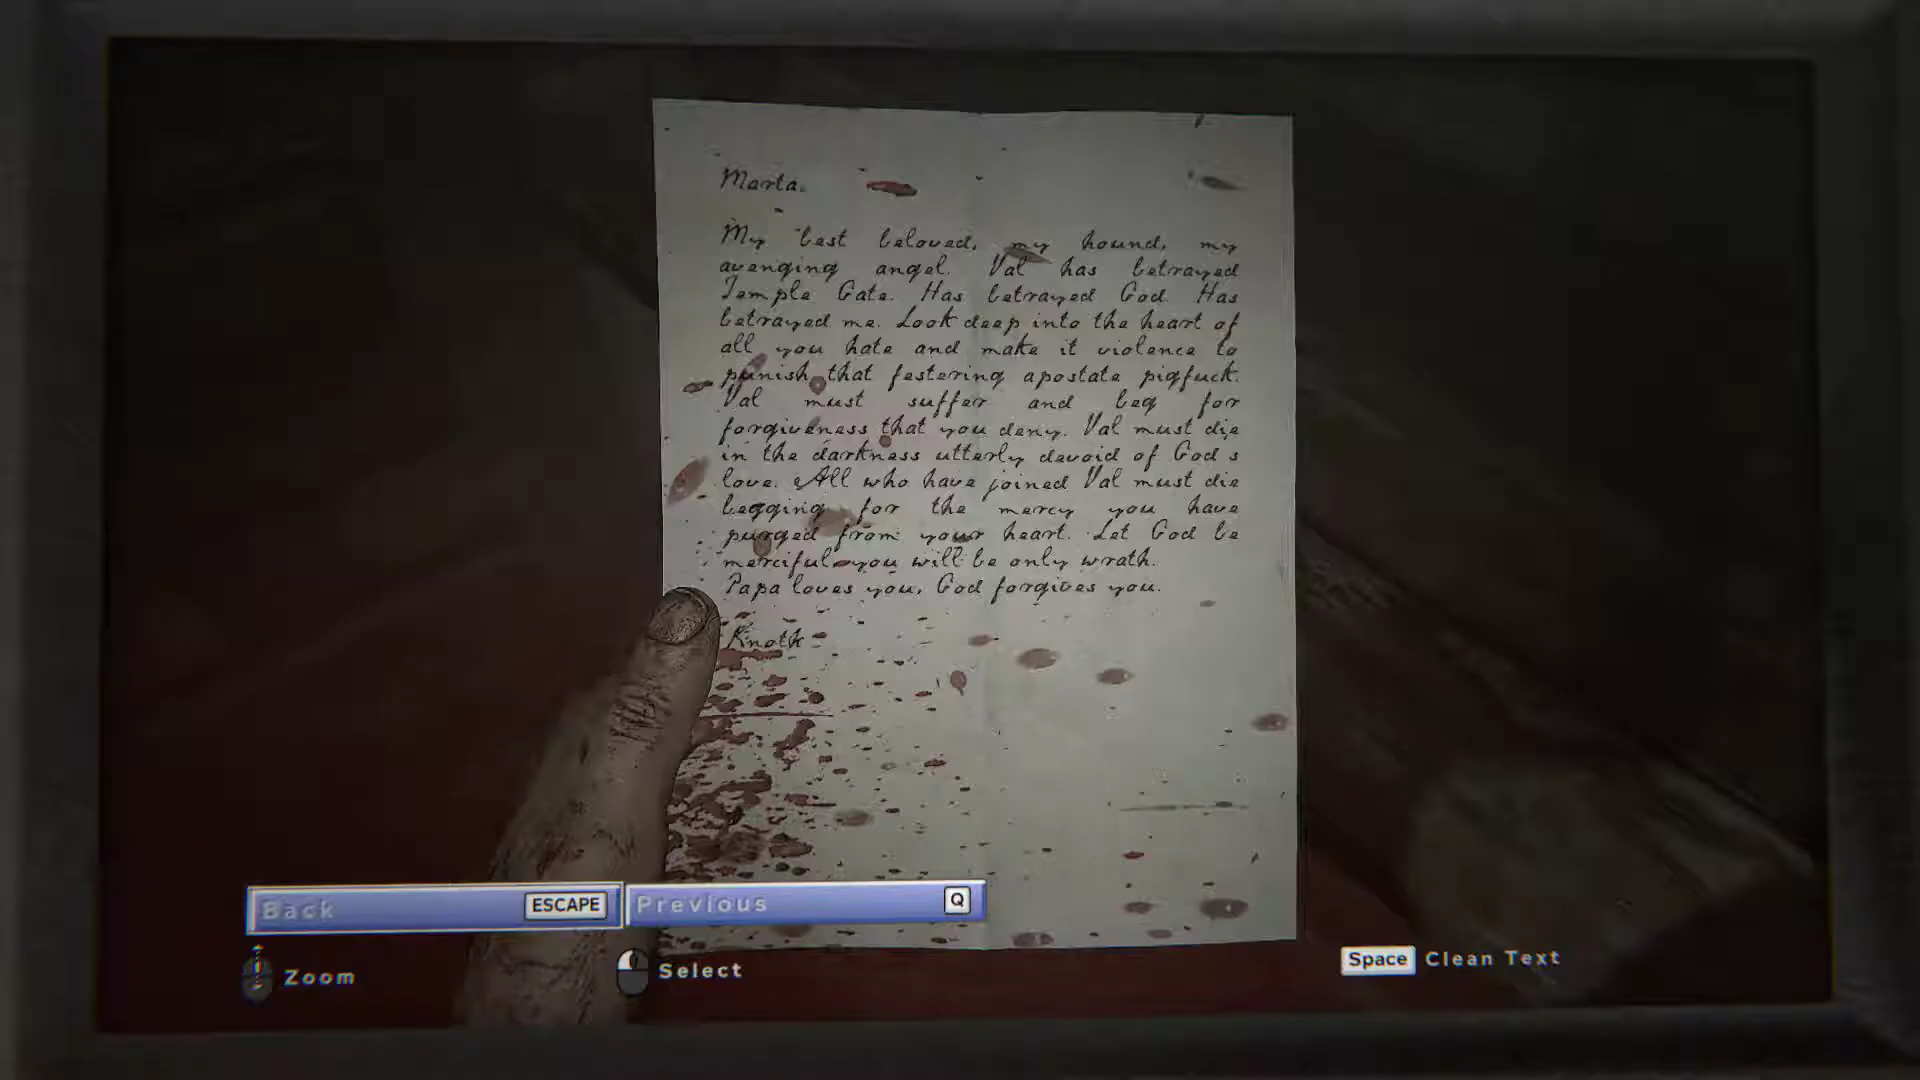 Marta.
My best beloved, my hound, my
avenging angel. Val has betrayed
Temple Gate. Has betrayed God. Has
betrayed me. Look deep into the heart of
all you hate and make it violence to
punish that festering apostate pigfuck.
Val must suffer and beg for
forgiveness that you deny. Val must die
in the darkness utterly devoid of God s
love. All who have joined Val must die
begging for the mercy you have
purged from your heart. Let God be
merciful you will be only wrath.
Papa loves you, God forgives you.
Knoth
Back ESCAPE Previous Q
Zoom Select Space Clean Text